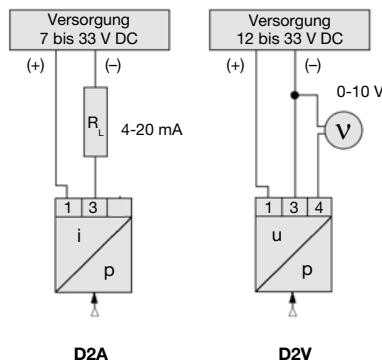 Versorgung
7 bis 33 V DC
(+) (–)
R_L
4-20 mA
1 3
i
p
D2A
Versorgung
12 bis 33 V DC
(+) (–)
0-10 V
V
1 3 4
u
p
D2V